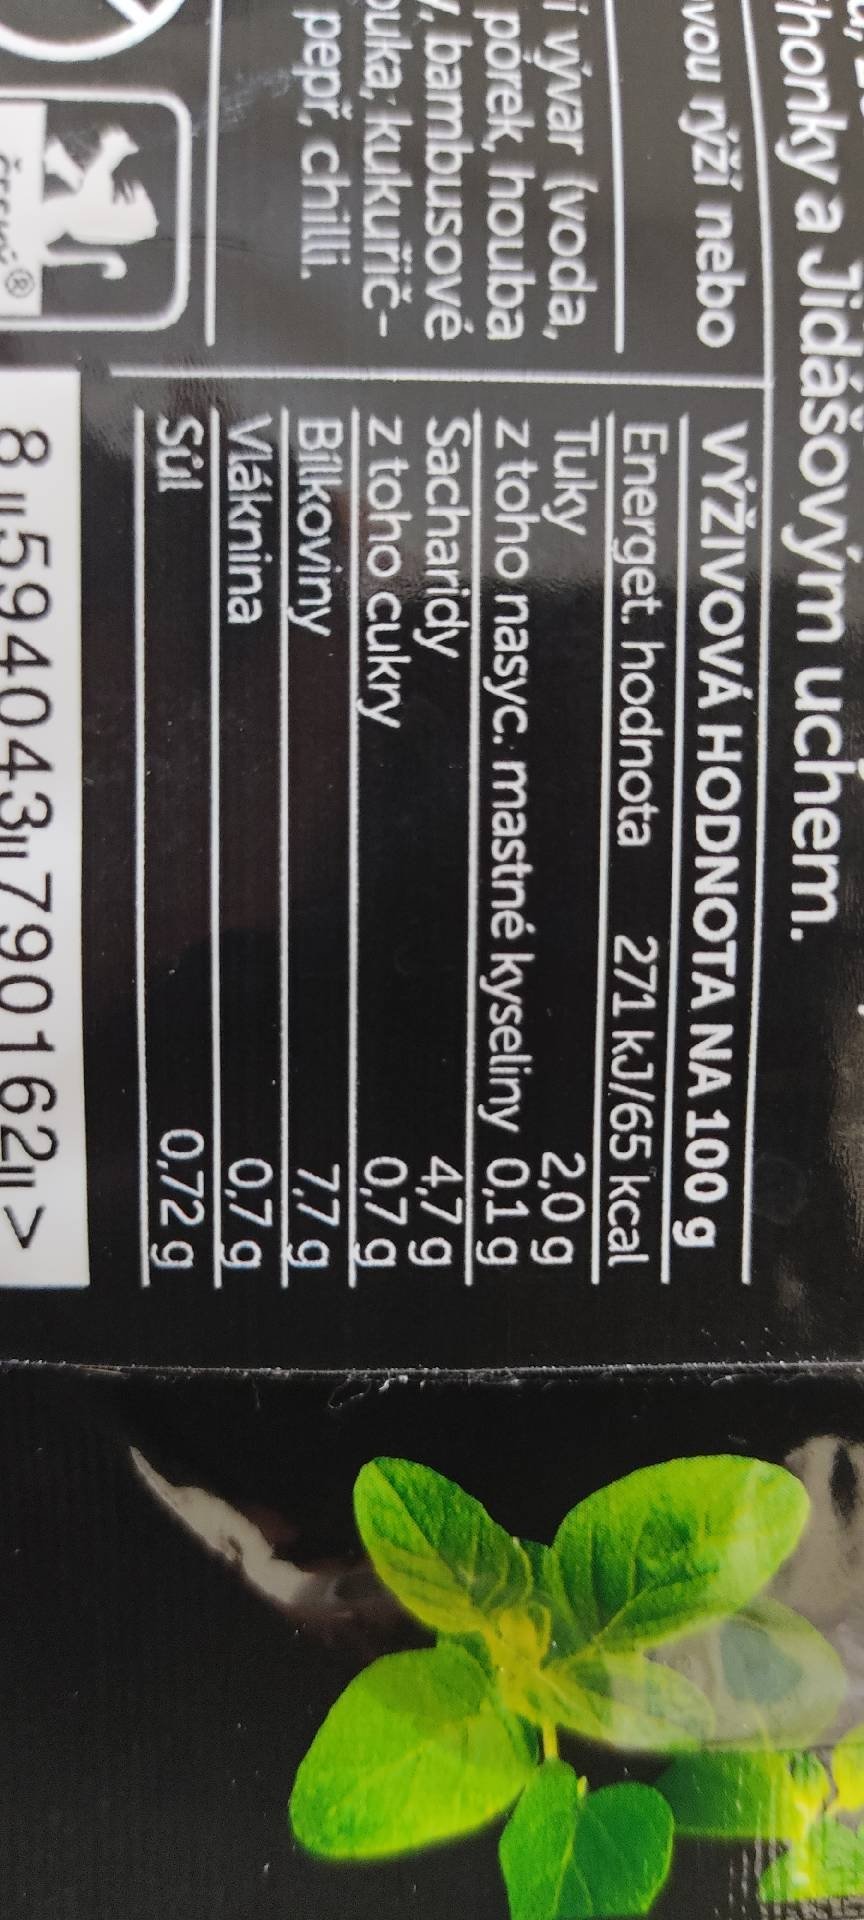 honky a Jidášovým uchem.
vou rýží nebo
vývar (voda,
pórek, houba
bambusové
kukuřič-
pepř, chilli.
VÝŽIVOVÁ HODNOTA NA 100 g
Energet. hodnota 271 kJ/65 kcal
Tuky 2,0 g
z toho nasyc. mastné kyseliny 0,1 g
Sacharidy 4,7 g
z toho cukry 0,7 g
Bílkoviny 7,7 g
Vláknina 0,7 g
Sůl 0,72 g
8 594043 790162 >